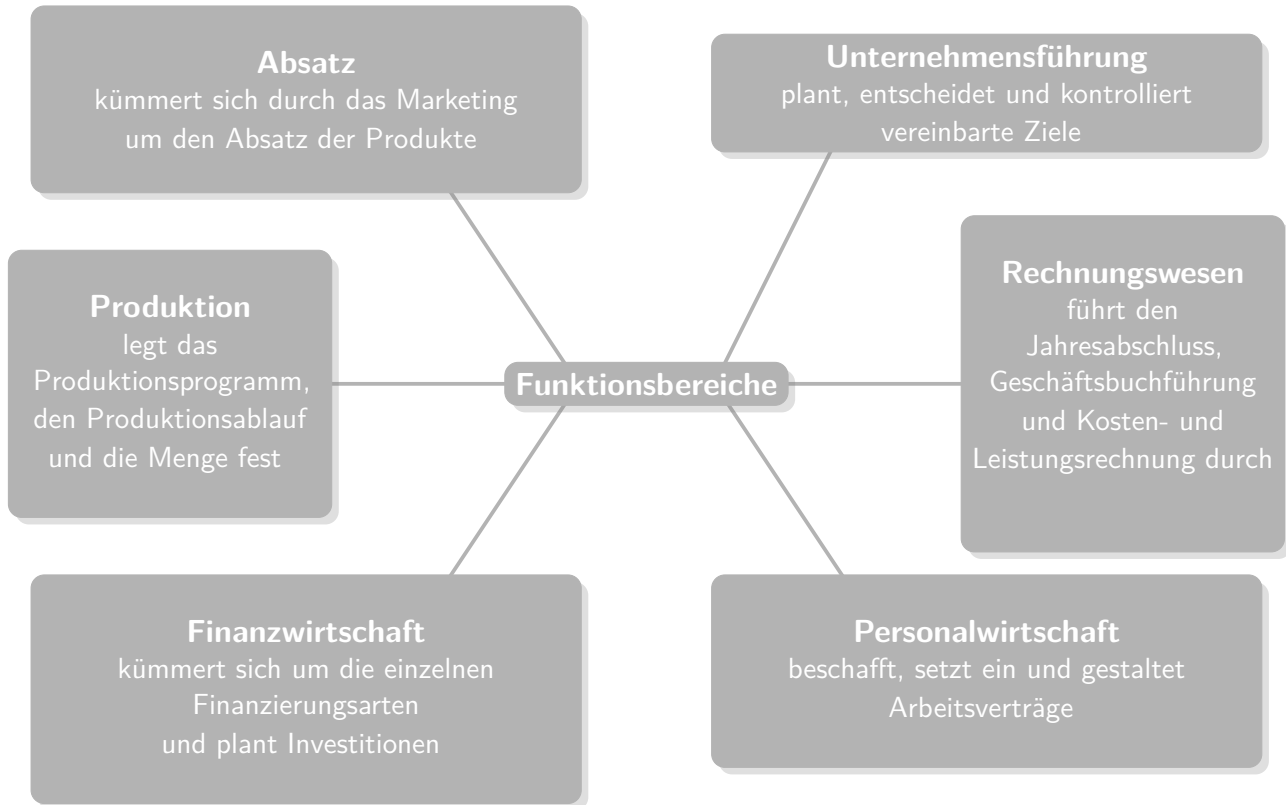 Absatz
kümmert sich durch das Marketing
um den Absatz der Produkte
Unternehmensführung
plant, entscheidet und kontrolliert
vereinbarte Ziele
Produktion
legt das
Produktionsprogramm,
den Produktionsablauf
und die Menge fest
Funktionsbereiche
Rechnungswesen
führt den
Jahresabschluss,
Geschäftsbuchführung
und Kosten- und
Leistungsrechnung durch
Finanzwirtschaft
kümmert sich um die einzelnen
Finanzierungsarten
und plant Investitionen
Personalwirtschaft
beschafft, setzt ein und gestaltet
Arbeitsverträge